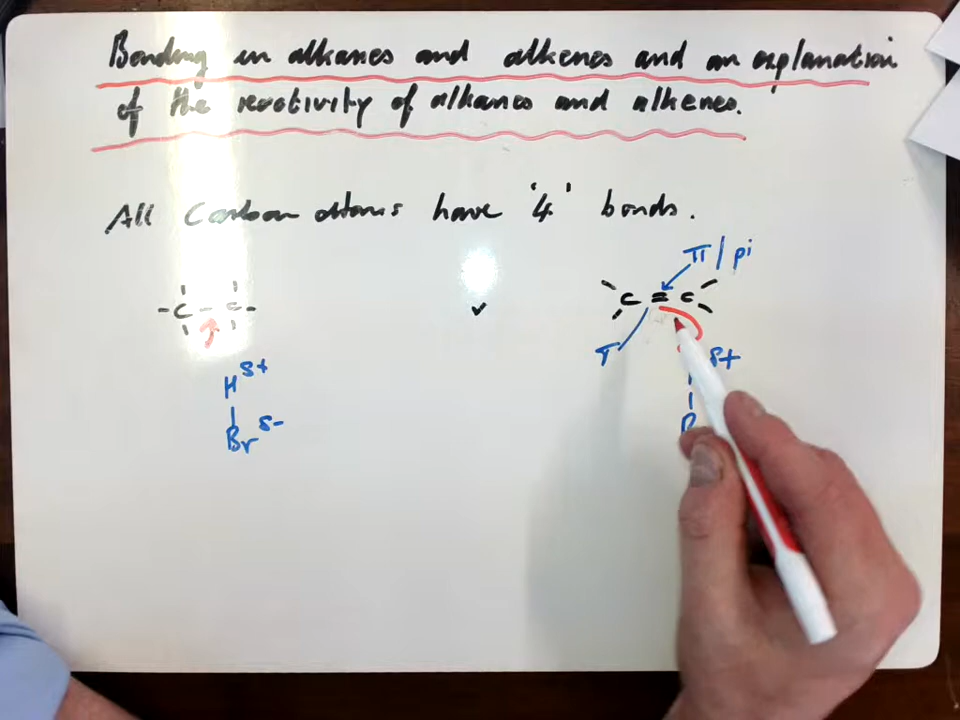 Bonding in alkanes and alkenes and an explanation
of the reactivity of alkanes and alkenes.
All Carbon atoms have '4' bonds.
π / pi
- C - C -
C = C
H δ+
Br δ-
δ+
B